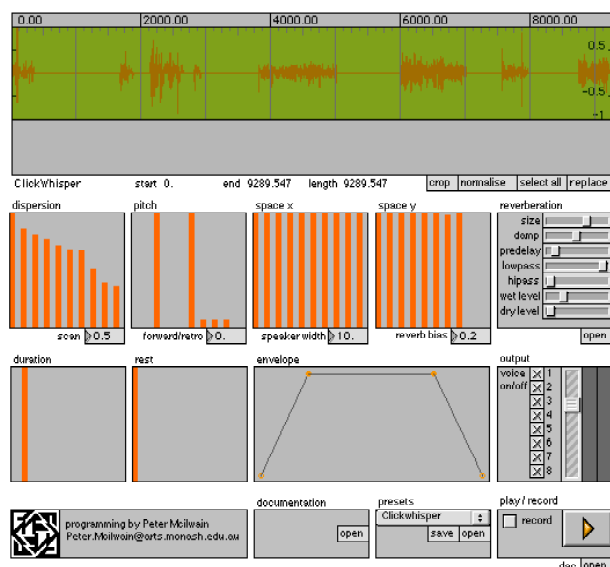 0.00 2000.00 4000.00 6000.00 8000.00
0.5
-0.5
-1
ClickWhisper start 0. end 9289.547 length 9289.547 crop normalise select all replace
dispersion pitch space x space y reverberation
size
damp
predelay
lowpass
hipass
wet level
dry level
scan 0.5 forward/retro 0. speaker width 10. reverb bias 0.2 open
duration rest envelope output
voice 1
on/off 2
3
4
5
6
7
8
documentation presets play / record
programming by Peter McIlwain
Peter.McIlwain@arts.monash.edu.au
open
Clickwhisper
save open
record
dac open